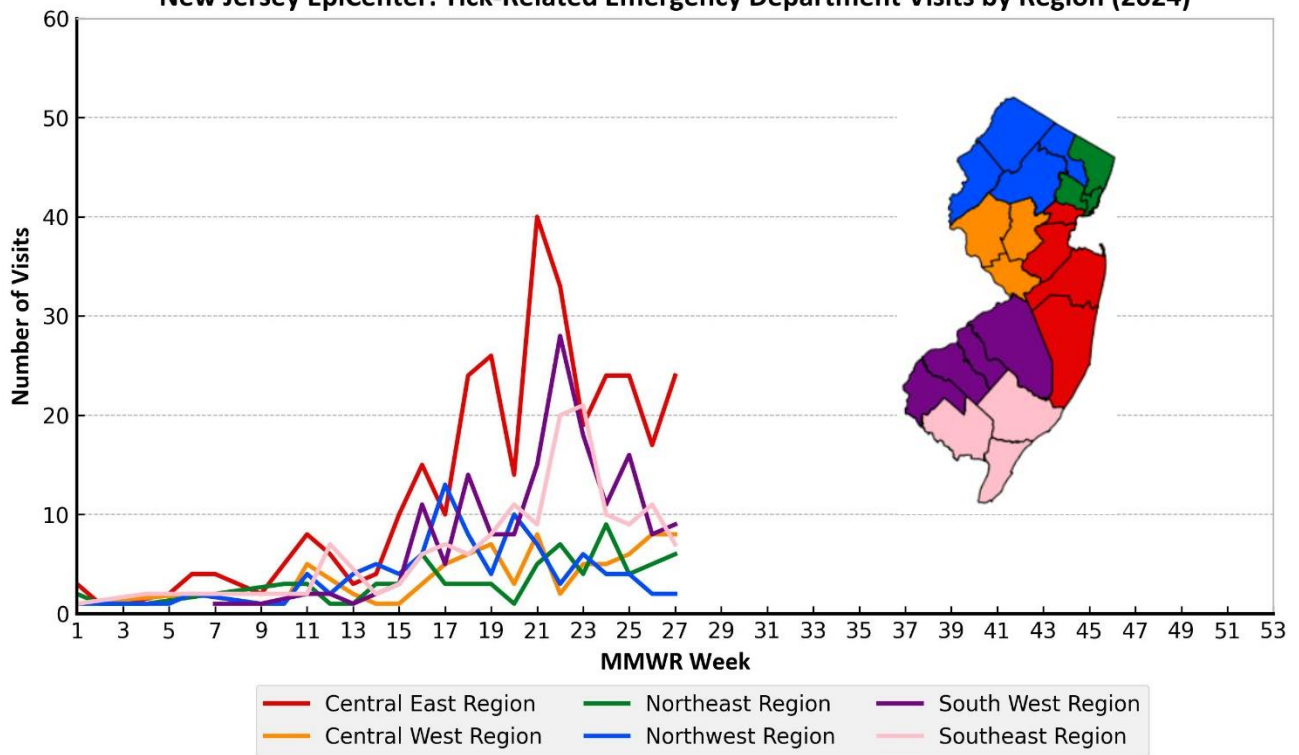 New Jersey EpiCenter: Tick-Related Emergency Department Visits by Region (2024)
60
50
40
30
20
10
0
Number of Visits
1 3 5 7 9 11 13 15 17 19 21 23 25 27 29 31 33 35 37 39 41 43 45 47 49 51 53
MMWR Week
Central East Region Northeast Region South West Region
Central West Region Northwest Region Southeast Region